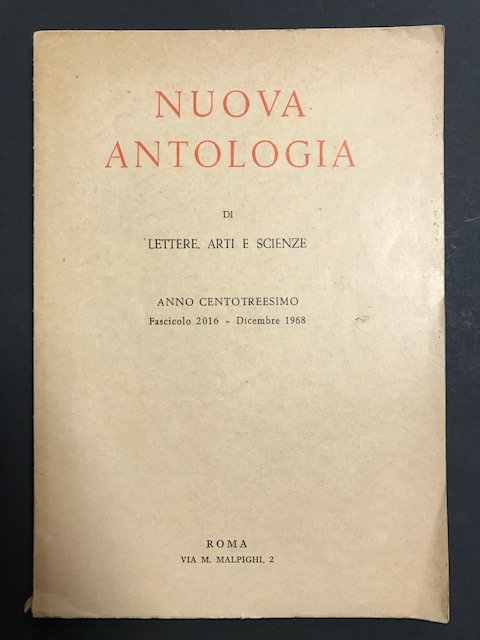 NUOVA
ANTOLOGIA
DI
LETTERE, ARTI E SCIENZE
ANNO CENTOTREESIMO
Fascicolo 2016 - Dicembre 1968
ROMA
VIA M. MALPIGHI, 2